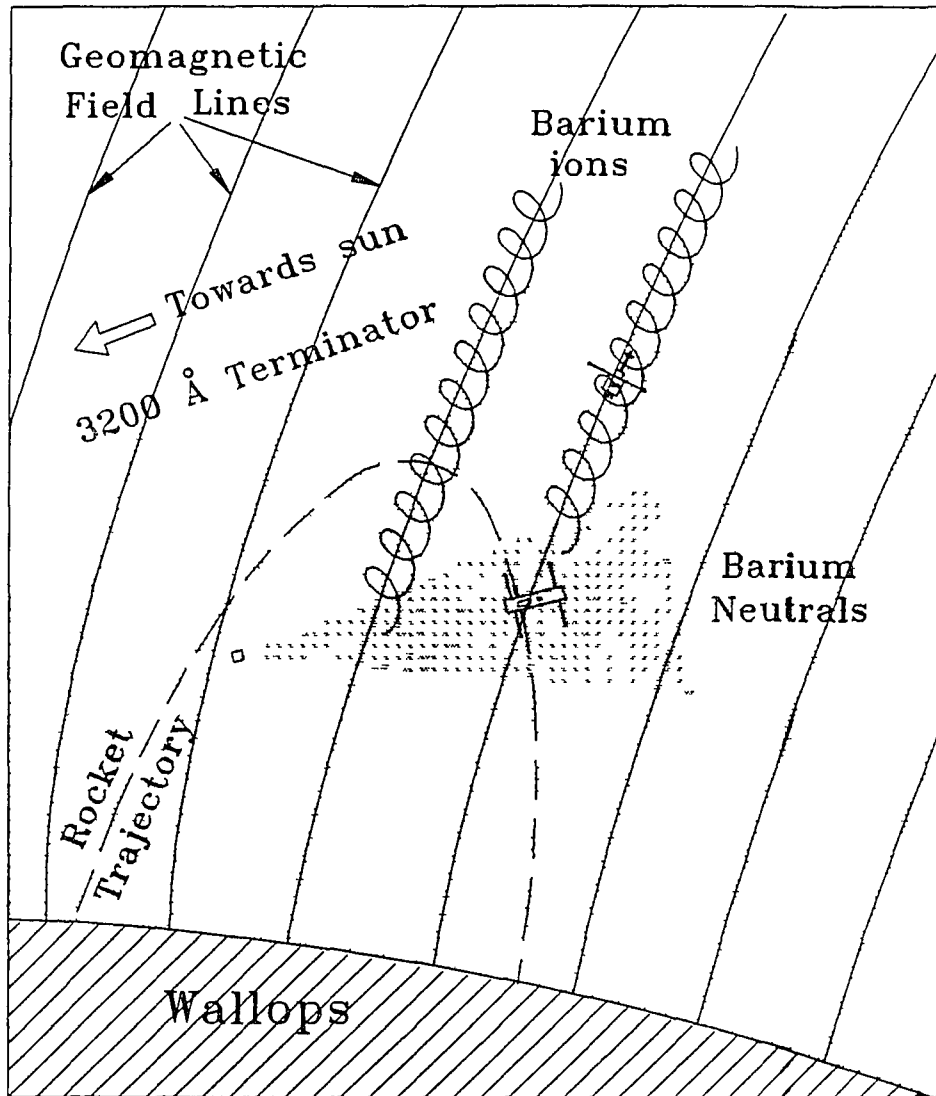 Geomagnetic
Field Lines
Barium
ions
Towards sun
3200 Å Terminator
Barium
Neutrals
Rocket
Trajectory
Wallops